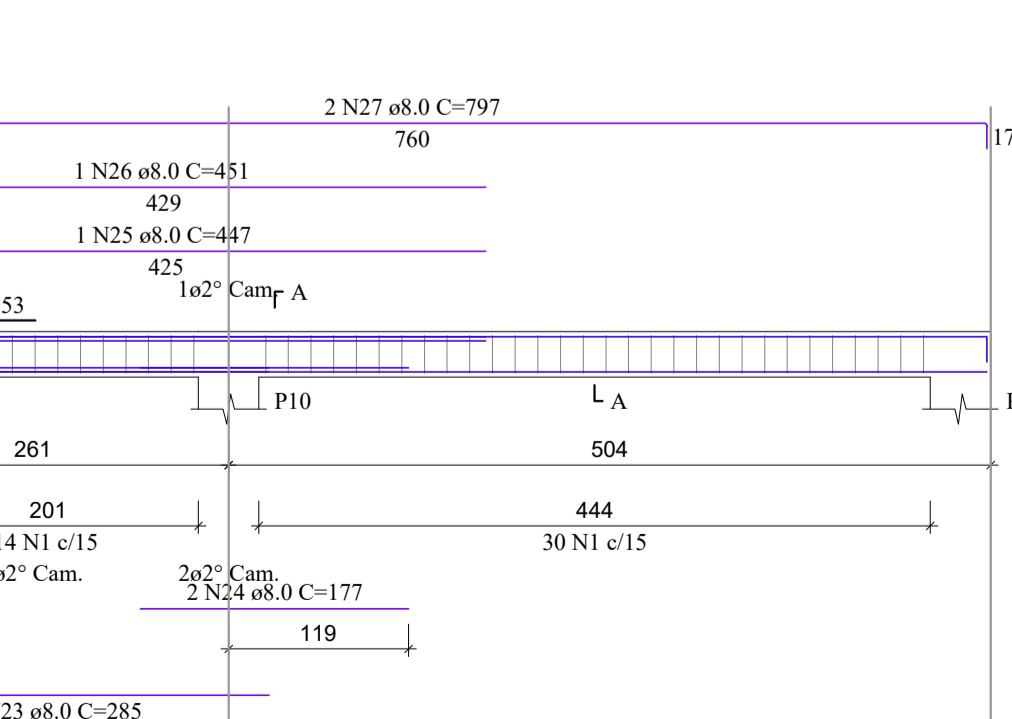 2 N27 ø8.0 C=797
760
17
1 N26 ø8.0 C=451
429
1 N25 ø8.0 C=447
425
1ø2° Cam.
A
53
P10
A
261
504
201
444
14 N1 c/15
30 N1 c/15
ø2° Cam.
2ø2° Cam.
2 N24 ø8.0 C=177
119
23 ø8.0 C=285